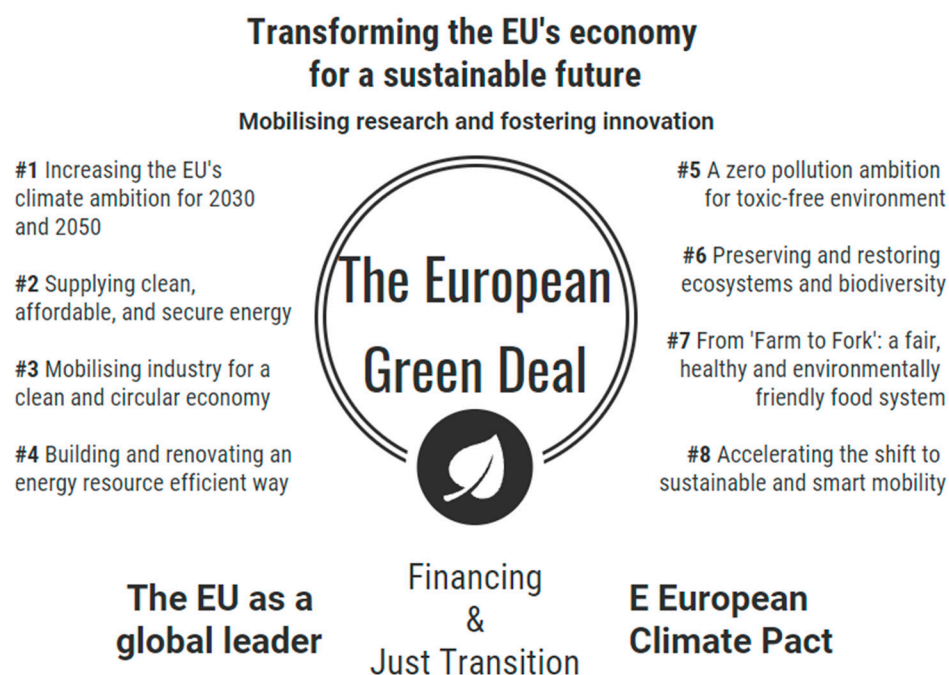 Transforming the EU's economy
for a sustainable future
Mobilising research and fostering innovation
#1 Increasing the EU's
climate ambition for 2030
and 2050
#2 Supplying clean,
affordable, and secure energy
#3 Mobilising industry for a
clean and circular economy
#4 Building and renovating an
energy resource efficient way
The European
Green Deal
#5 A zero pollution ambition
for toxic-free environment
#6 Preserving and restoring
ecosystems and biodiversity
#7 From 'Farm to Fork': a fair,
healthy and environmentally
friendly food system
#8 Accelerating the shift to
sustainable and smart mobility
The EU as a
global leader
Financing
&
Just Transition
E European
Climate Pact